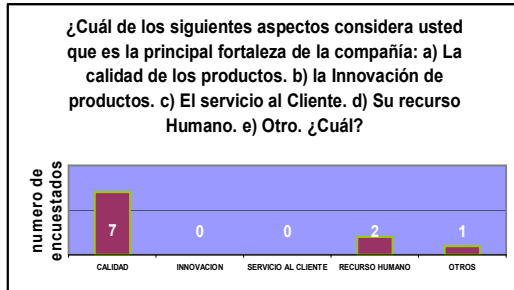 ¿Cuál de los siguientes aspectos considera usted
que es la principal fortaleza de la compañía: a) La
calidad de los productos. b) la Innovación de
productos. c) El servicio al Cliente. d) Su recurso
Humano. e) Otro. ¿Cuál?
numero de
encuestados
7 0 0 2 1
CALIDAD INNOVACION SERVICIO AL CLIENTE RECURSO HUMANO OTROS